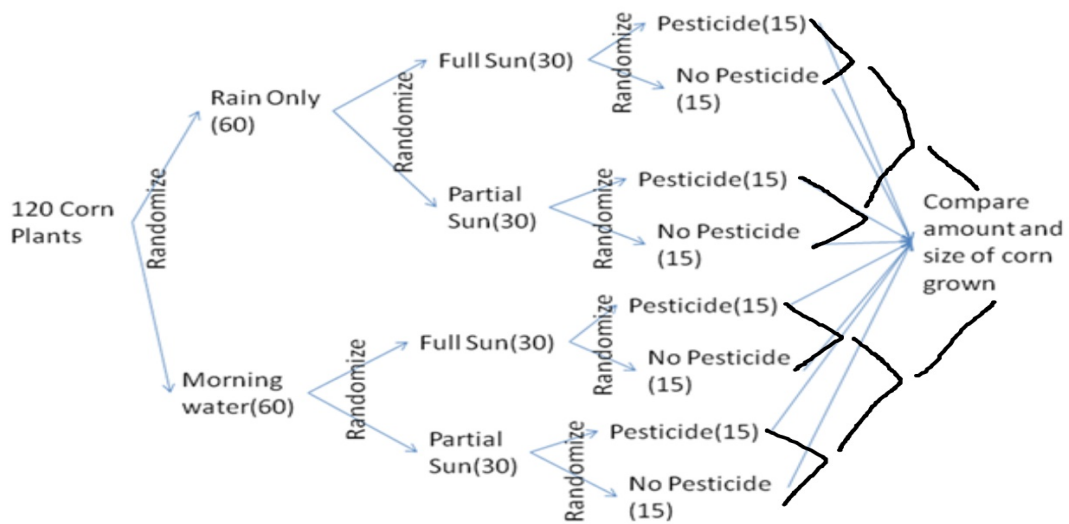 120 Corn
Plants
Randomize
Rain Only
(60)
Randomize
Full Sun(30)
Randomize
Pesticide(15)
No Pesticide
(15)
Partial
Sun(30)
Randomize
Pesticide(15)
No Pesticide
(15)
Morning
water(60)
Randomize
Full Sun(30)
Randomize
Pesticide(15)
No Pesticide
(15)
Partial
Sun(30)
Randomize
Pesticide(15)
No Pesticide
(15)
Compare
amount and
size of corn
grown